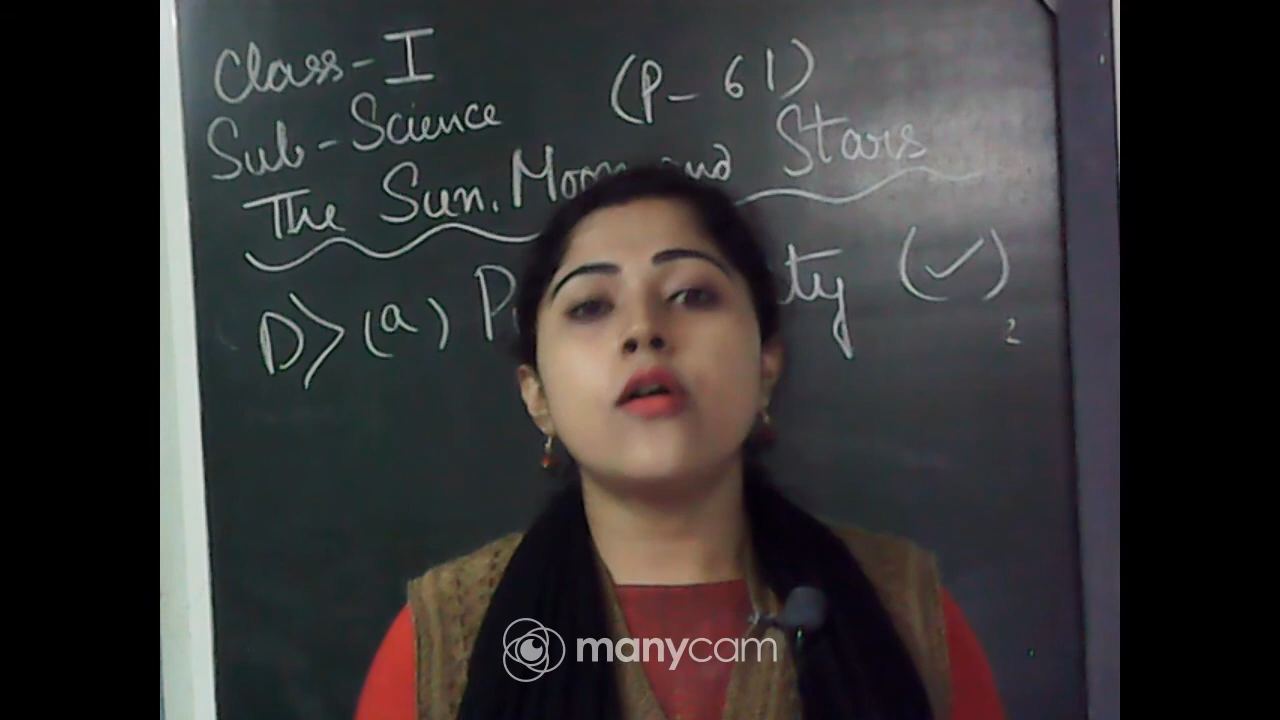 Class-I
(P-61)
Sub-Science
The Sun, Moon and Stars
D> (a) (✓)
manycam